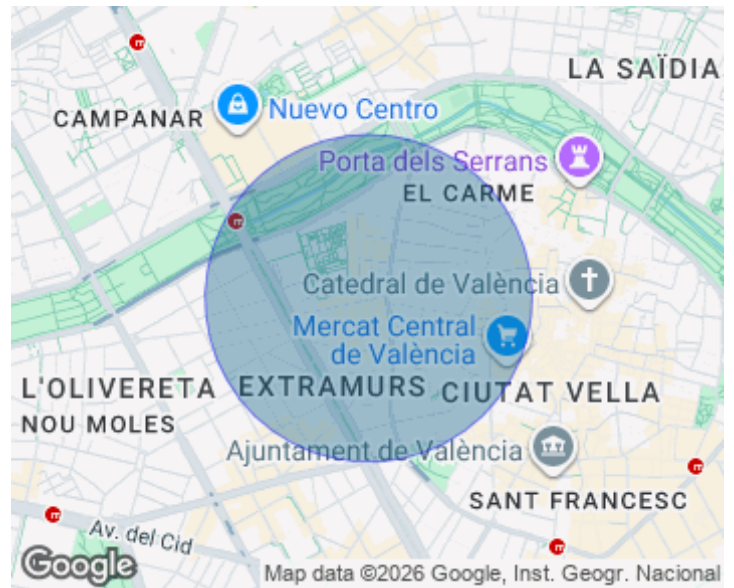 LA SAÏDIA
CAMPANAR
Nuevo Centro
Porta dels Serrans
EL CARME
Catedral de València
Mercat Central
de València
L'OLIVERETA
EXTRAMURS
CIUTAT VELLA
NOU MOLES
Ajuntament de València
SANT FRANCESC
Av. del Cid
Google
Map data ©2026 Google, Inst. Geogr. Nacional